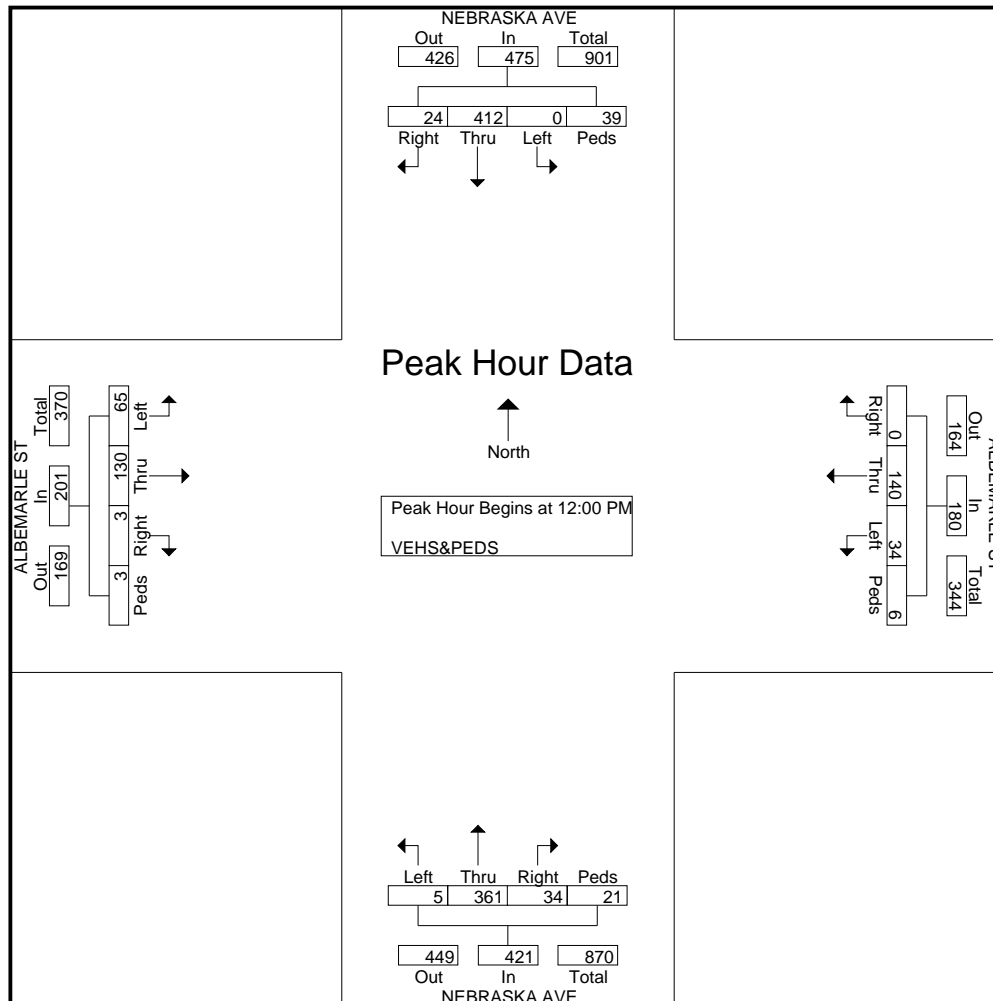 NEBRASKA AVE
Out In Total
426 475 901
24 412 0 39
Right Thru Left Peds
Peak Hour Data
North
Peak Hour Begins at 12:00 PM
VEHS&PEDS
ALBEMARLE ST
Out In Total
169 201 370
65 130 3 3
Left Thru Right Peds
Right Thru Left Peds
0 140 34 6
164 180 344
Out In Total
ALBEMARLE ST
Left Thru Right Peds
5 361 34 21
449 421 870
Out In Total
NEBRASKA AVE